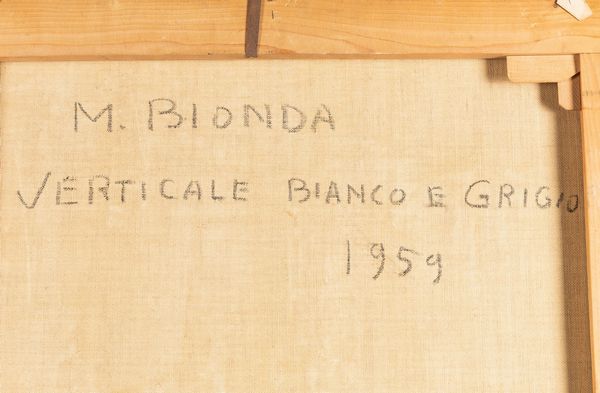 M. BIONDA
VERTICALE BIANCO E GRIGIO
1959